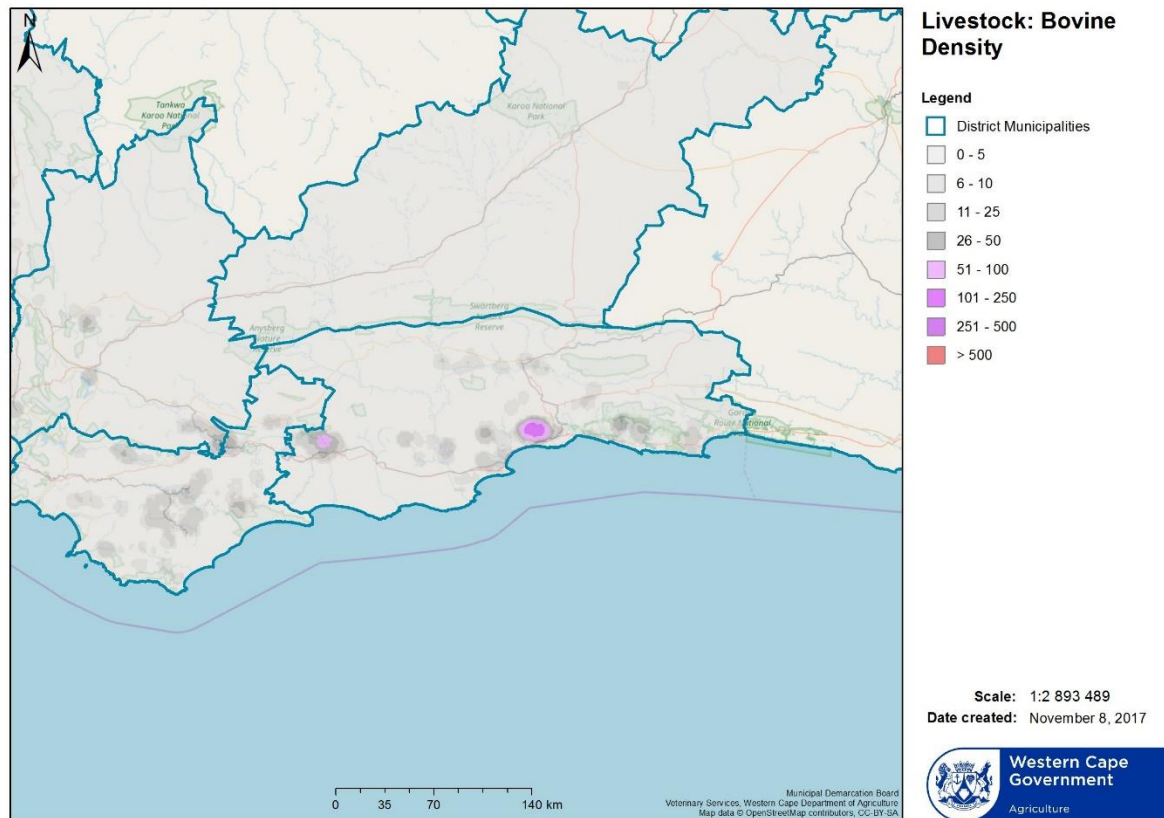 N
Tankwa
Karoo National
Park
Karoo National
Park
Anysberg
Nature
Reserve
Swartberg
Nature
Reserve
Garden
Route National
0 35 70 140 km
Municipal Demarcation Board
Veterinary Services, Western Cape Department of Agriculture
Map data © OpenStreetMap contributors, CC-BY-SA
Livestock: Bovine
Density
Legend
District Municipalities
0 - 5
6 - 10
11 - 25
26 - 50
51 - 100
101 - 250
251 - 500
> 500
Scale: 1:2 893 489
Date created: November 8, 2017
Western Cape
Government
Agriculture